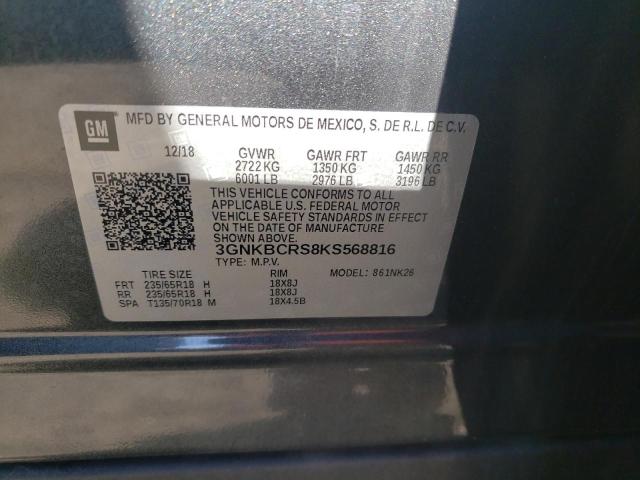 GM
MFD BY GENERAL MOTORS DE MEXICO, S. DE R.L. DE C.V.
12/18 GVWR GAWR FRT GAWR RR
2722 KG 1350 KG 1450 KG
6001 LB 2976 LB 3196 LB
THIS VEHICLE CONFORMS TO ALL
APPLICABLE U.S. FEDERAL MOTOR
VEHICLE SAFETY STANDARDS IN EFFECT
ON THE DATE OF MANUFACTURE
SHOWN ABOVE.
3GNKBCRS8KS568816
TYPE: M.P.V. MODEL: 861NK26
TIRE SIZE RIM
FRT 235/65R18 H 18X8J
RR 235/65R18 H 18X8J
SPA T135/70R18 M 18X4.5B